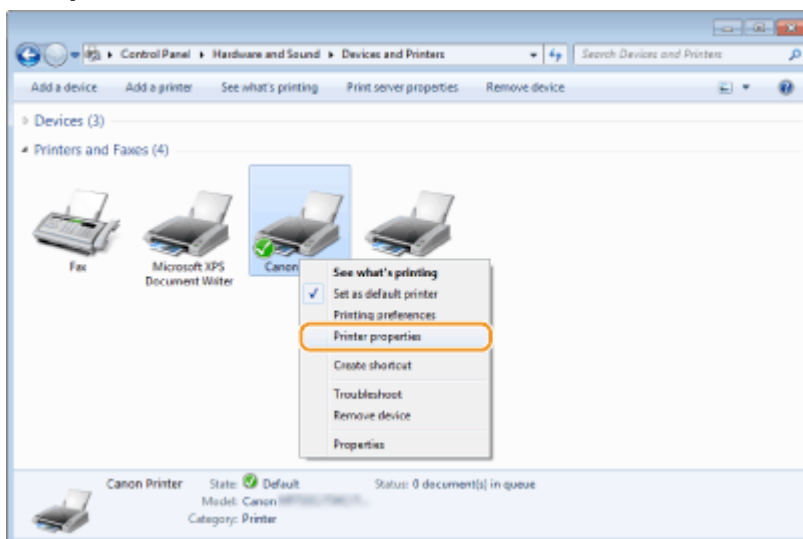 Control Panel ▸ Hardware and Sound ▸ Devices and Printers
Search Devices and Printers
Add a device Add a printer See what's printing Print server properties Remove device
Devices (3)
Printers and Faxes (4)
Fax
Microsoft XPS
Document Writer
Canon
See what's printing
Set as default printer
Printing preferences
Printer properties
Create shortcut
Troubleshoot
Remove device
Properties
Canon Printer State: Default Status: 0 document(s) in queue
Model: Canon
Category: Printer